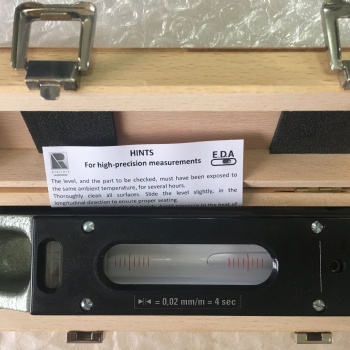 HINTS
For high-precision measurements
E.D.A
The level, and the part to be checked, must have been exposed to
the same ambient temperature, for several hours.
Thoroughly clean all surfaces. Slide the level slightly, in the
longitudinal direction to ensure proper seating.
= 0,02 mm/m = 4 sec